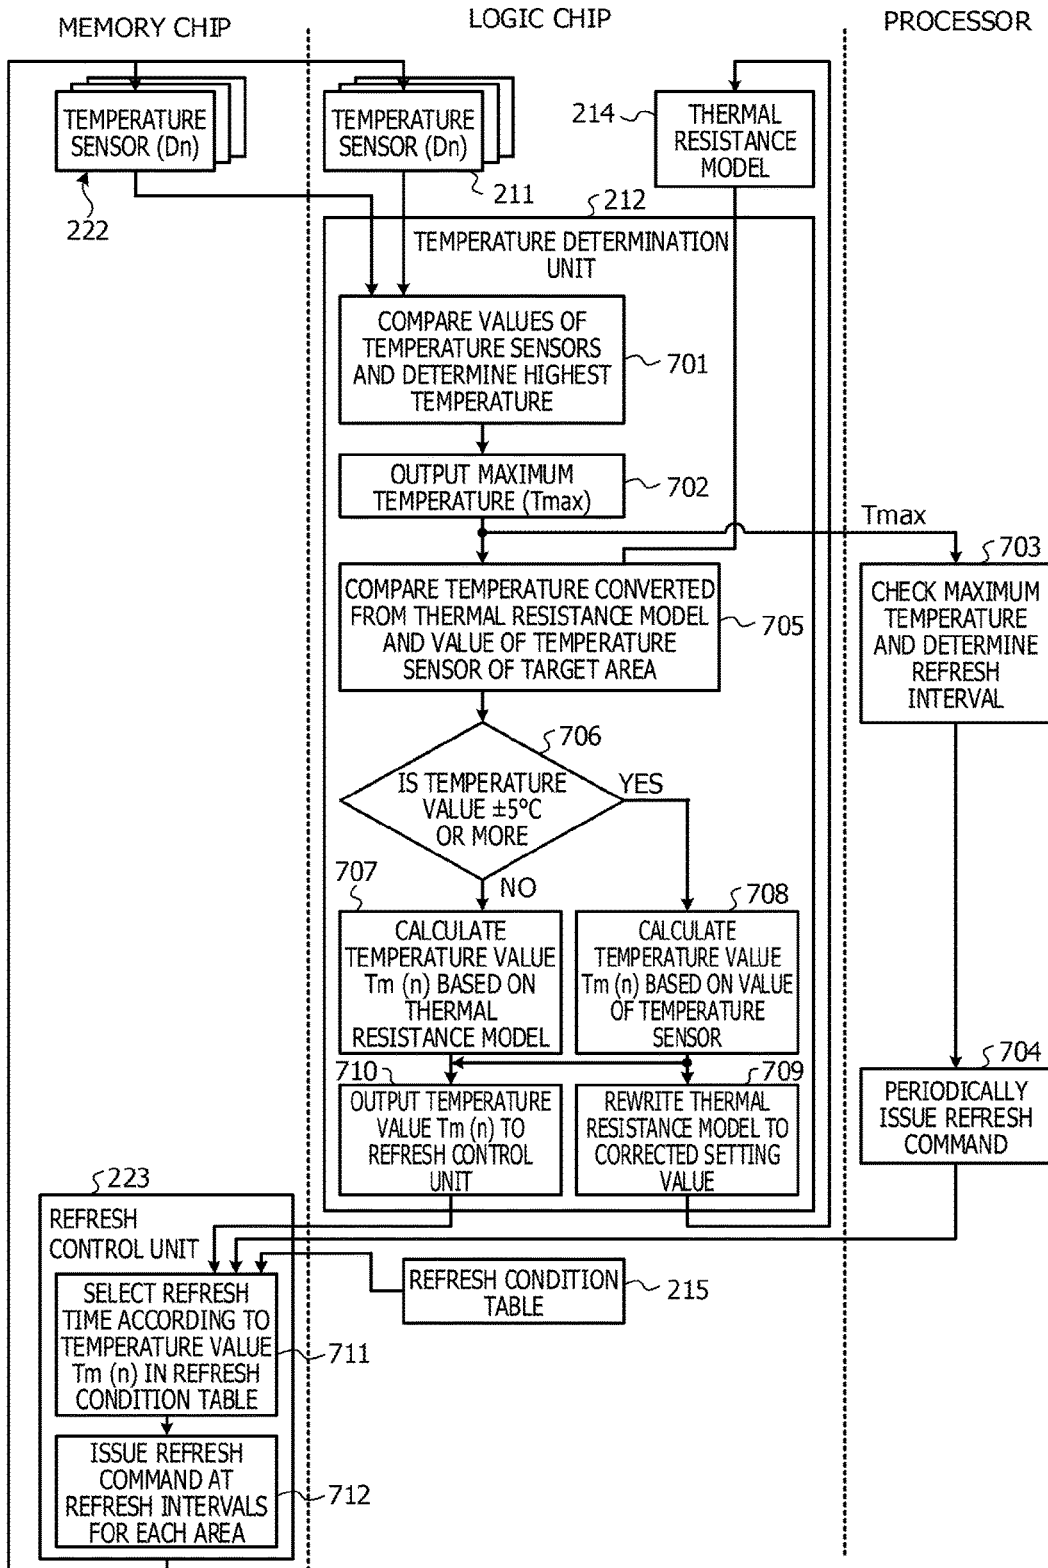 MEMORY CHIP
LOGIC CHIP
PROCESSOR
TEMPERATURE
SENSOR (Dn)
222
TEMPERATURE
SENSOR (Dn)
211
214
THERMAL
RESISTANCE
MODEL
212
TEMPERATURE DETERMINATION
UNIT
COMPARE VALUES OF
TEMPERATURE SENSORS
AND DETERMINE HIGHEST
TEMPERATURE
701
OUTPUT MAXIMUM
TEMPERATURE (Tmax)
702
Tmax
703
CHECK MAXIMUM
TEMPERATURE
AND DETERMINE
REFRESH
INTERVAL
COMPARE TEMPERATURE CONVERTED
FROM THERMAL RESISTANCE MODEL
AND VALUE OF TEMPERATURE
SENSOR OF TARGET AREA
705
706
IS TEMPERATURE
VALUE ±5°C
OR MORE
YES
NO
707
CALCULATE
TEMPERATURE VALUE
Tm (n) BASED ON
THERMAL
RESISTANCE MODEL
708
CALCULATE
TEMPERATURE VALUE
Tm (n) BASED ON VALUE
OF TEMPERATURE
SENSOR
704
PERIODICALLY
ISSUE REFRESH
COMMAND
710
OUTPUT TEMPERATURE
VALUE Tm (n) TO
REFRESH CONTROL
UNIT
709
REWRITE THERMAL
RESISTANCE MODEL TO
CORRECTED SETTING
VALUE
223
REFRESH
CONTROL UNIT
SELECT REFRESH
TIME ACCORDING TO
TEMPERATURE VALUE
Tm (n) IN REFRESH
CONDITION TABLE
711
REFRESH CONDITION
TABLE
215
ISSUE REFRESH
COMMAND AT
REFRESH INTERVALS
FOR EACH AREA
712